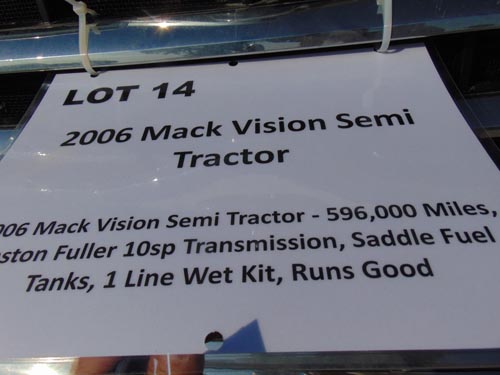 LOT 14
2006 Mack Vision Semi
Tractor
006 Mack Vision Semi Tractor - 596,000 Miles,
ston Fuller 10sp Transmission, Saddle Fuel
Tanks, 1 Line Wet Kit, Runs Good